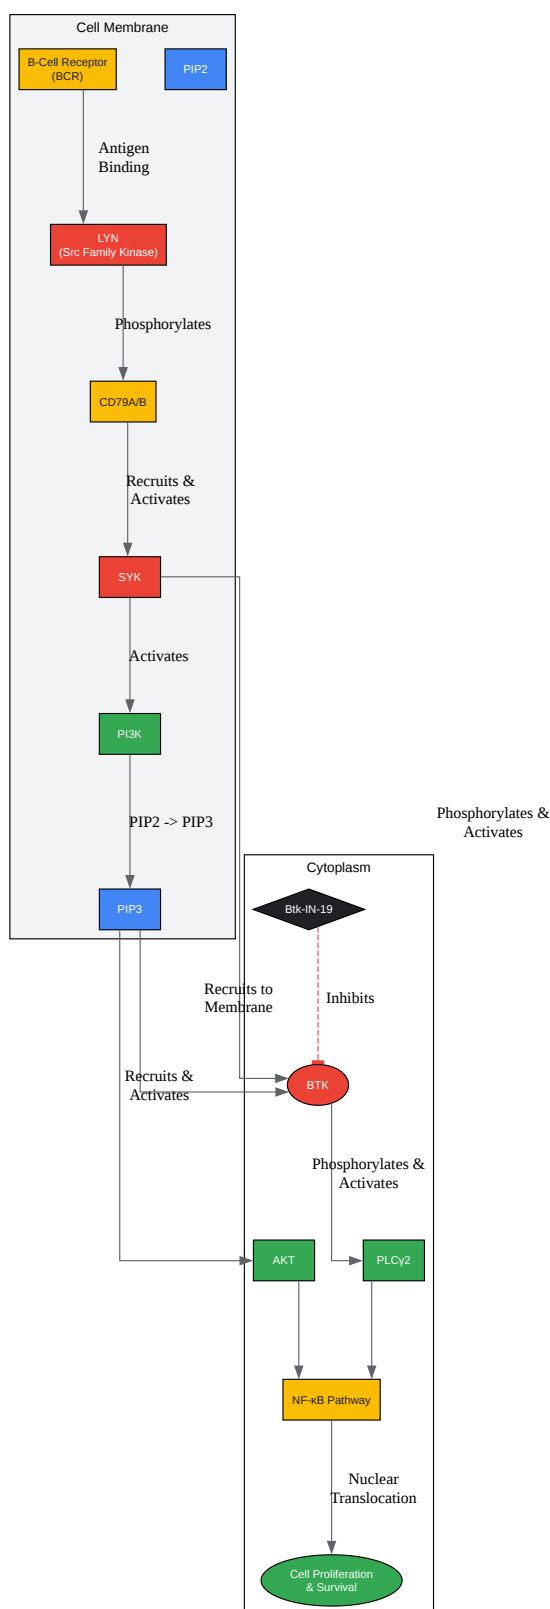 Cell Membrane
B-Cell Receptor
(BCR)
PIP2
Antigen
Binding
LYN
(Src Family Kinase)
Phosphorylates
CD79A/B
Recruits &
Activates
SYK
Activates
PI3K
PIP2 -> PIP3
Phosphorylates &
Activates
Cytoplasm
PIP3
Btk-IN-19
Recruits to
Membrane
Inhibits
Recruits &
Activates
BTK
Phosphorylates &
Activates
AKT
PLCγ2
NF-κB Pathway
Nuclear
Translocation
Cell Proliferation
& Survival